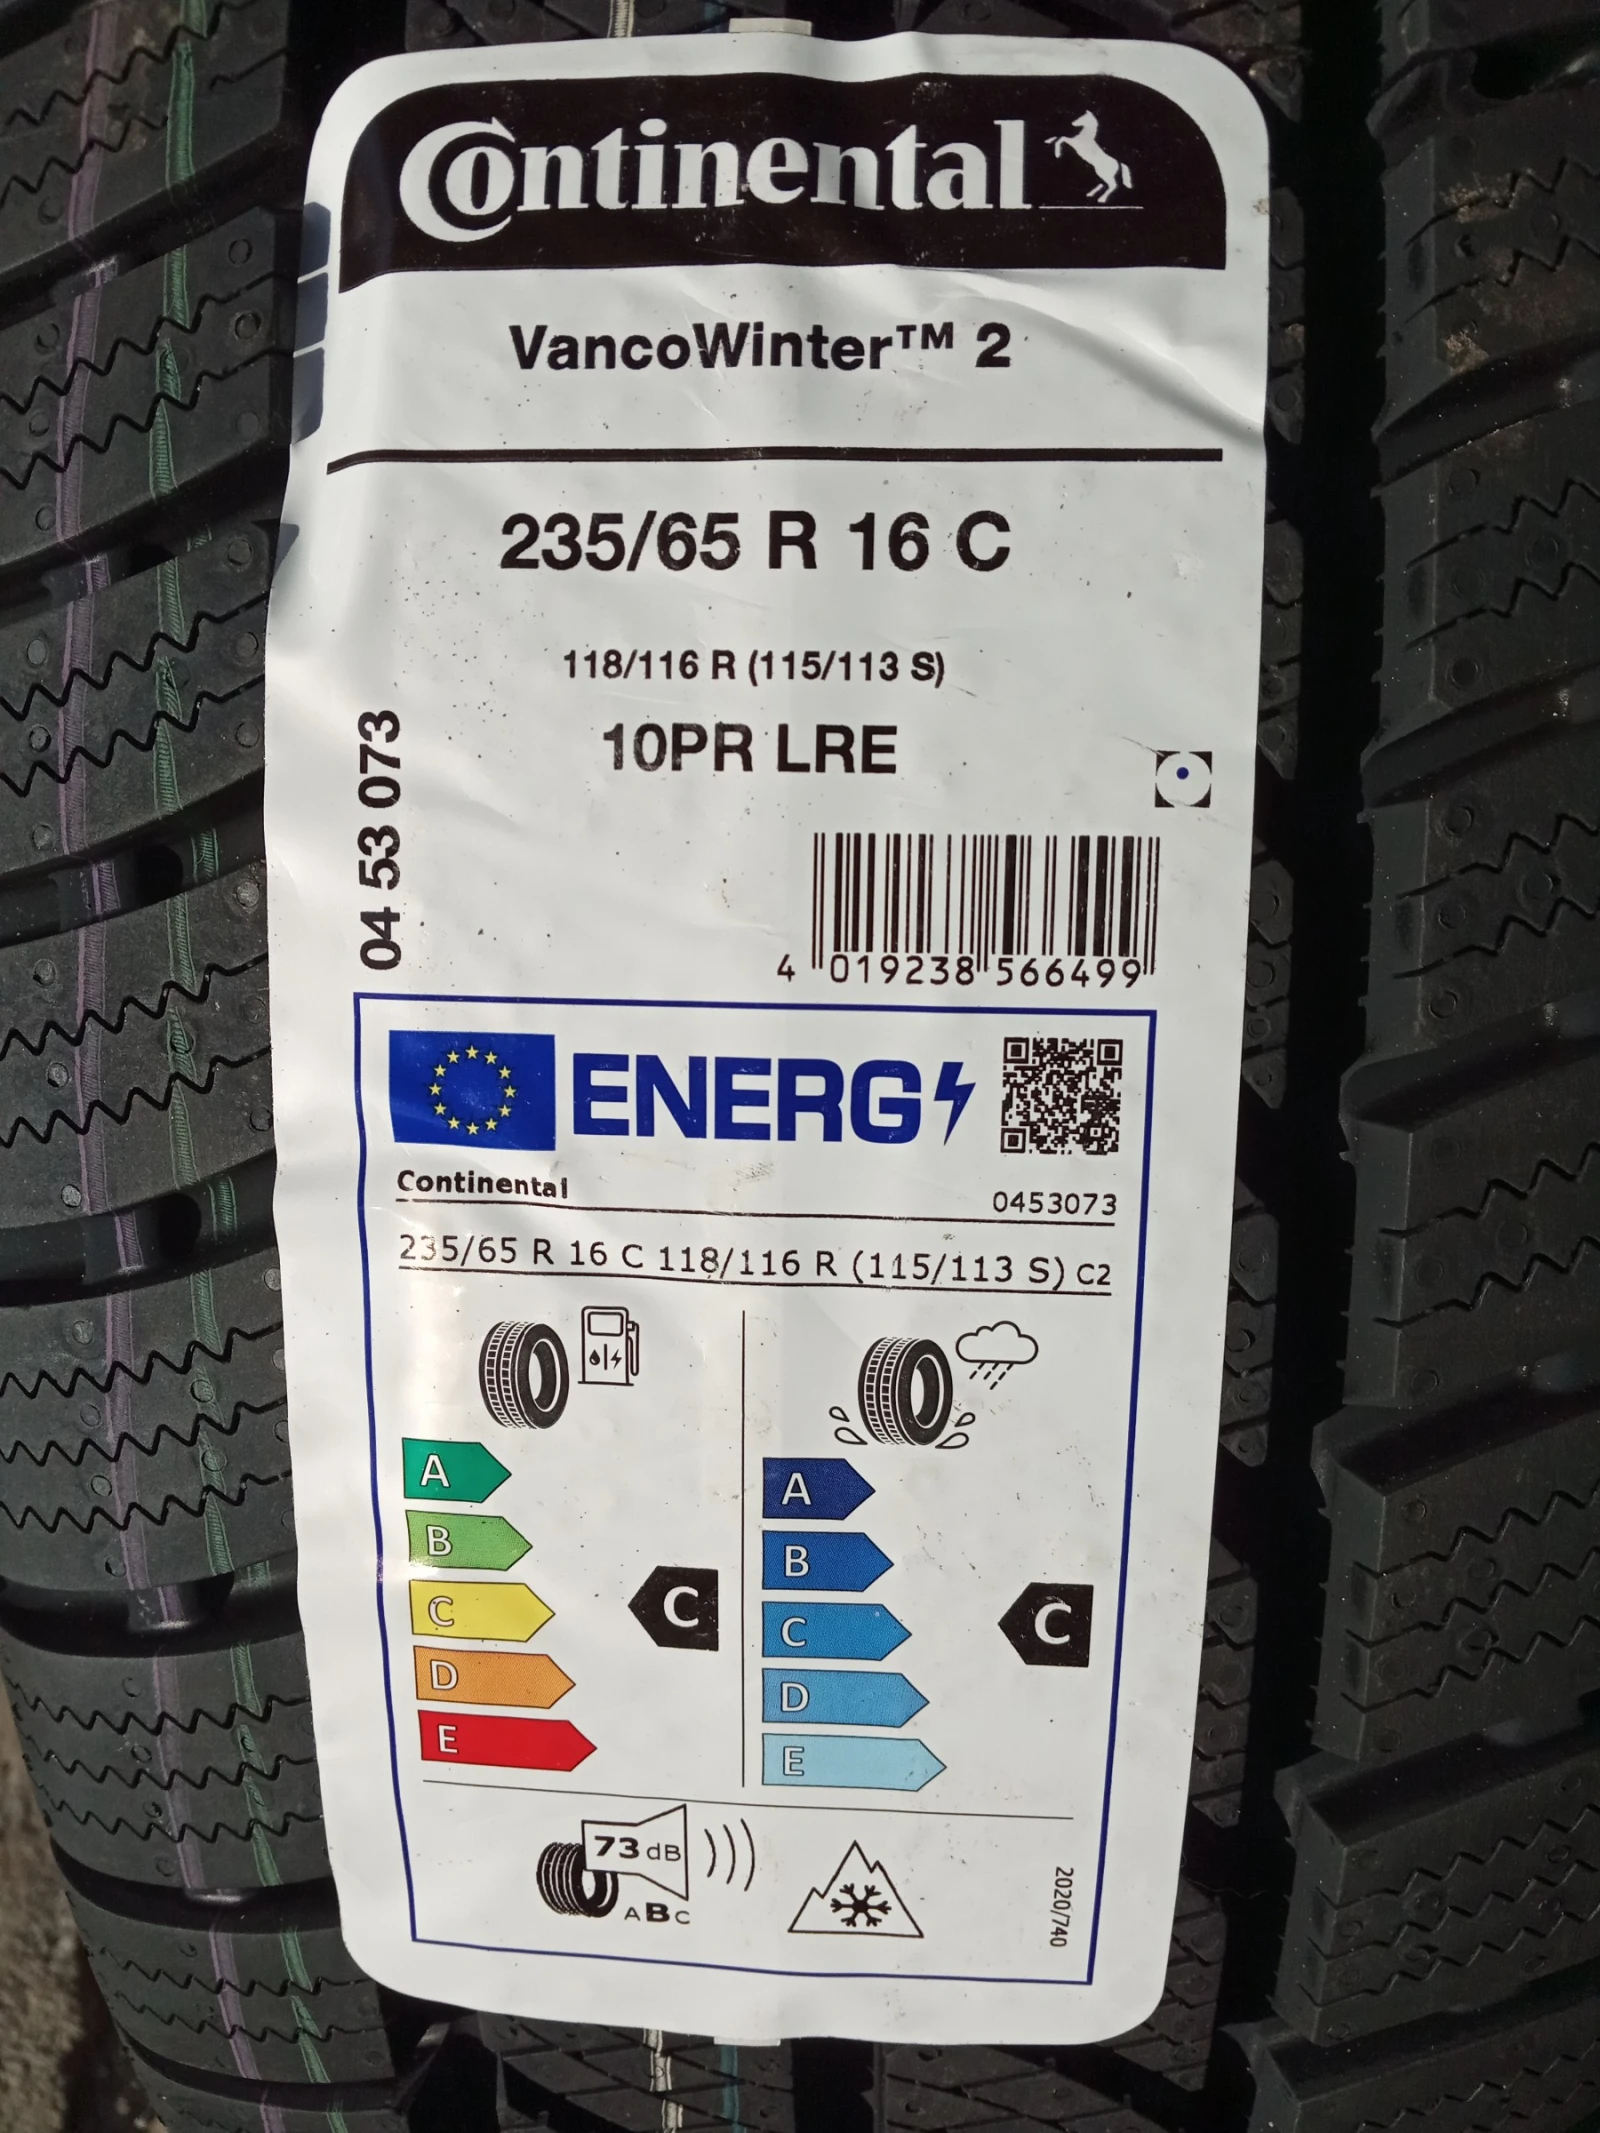 Continental
VancoWinter™ 2
235/65 R 16 C
118/116 R (115/113 S)
10PR LRE
04 53 073
4 019238 566499
ENERG
Continental
0453073
235/65 R 16 C 118/116 R (115/113 S) C2
A
B
C
D
E
C
A
B
C
D
E
C
73 dB
ABC
2020/740